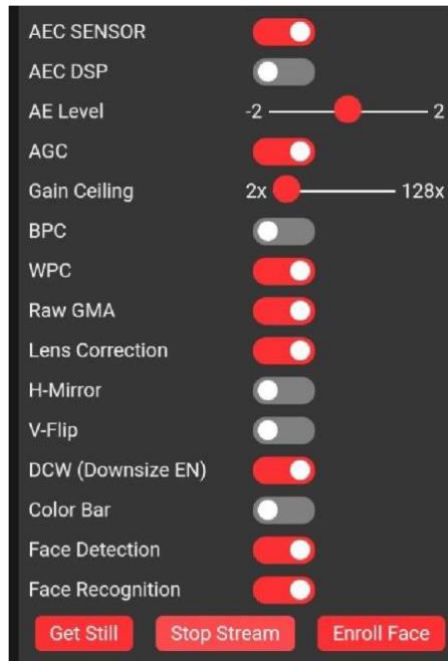 AEC SENSOR
AEC DSP
AE Level -2 2
AGC
Gain Ceiling 2x 128x
BPC
WPC
Raw GMA
Lens Correction
H-Mirror
V-Flip
DCW (Downsize EN)
Color Bar
Face Detection
Face Recognition
Get Still Stop Stream Enroll Face